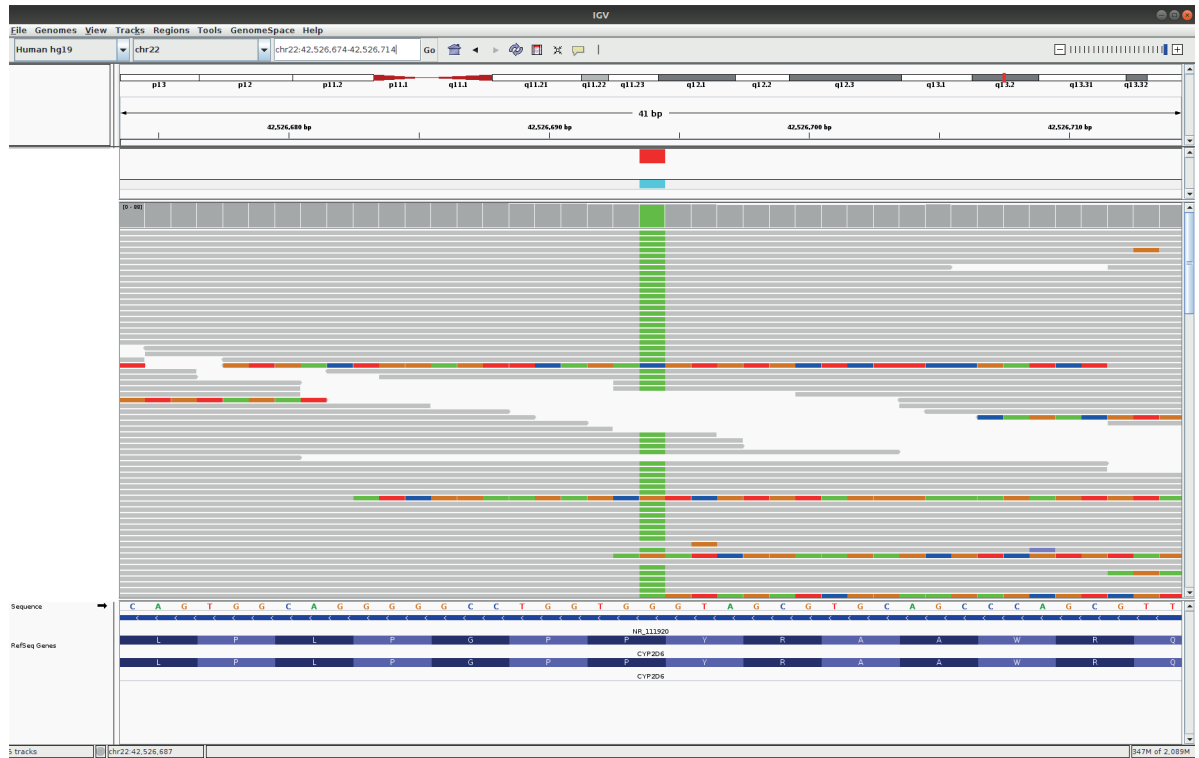 IGV
File Genomes View Tracks Regions Tools GenomeSpace Help
Human hg19 chr22 chr22:42,526,674-42,526,714 Go
p13 p12 p11.2 p11.1 q11.1 q11.21 q11.22 q11.23 q12.1 q12.2 q12.3 q13.1 q13.2 q13.31 q13.32
41 bp
42,526,680 bp 42,526,690 bp 42,526,700 bp 42,526,710 bp
[0 - 88]
Sequence C A G T G G C A G G G G G C C T G G T G G G T A G C G T G C A G C C C A G C G T T
NR_111920
RefSeq Genes L P L P G P P Y R A A W R Q
CYP2D6
L P L P G P P Y R A A W R Q
CYP2D6
tracks chr22:42,526,687 347M of 2,089M